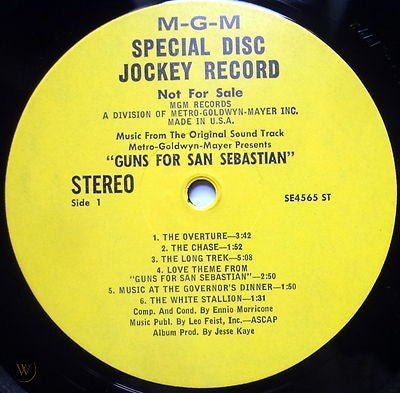 M-G-M
SPECIAL DISC
JOCKEY RECORD
Not For Sale
MGM RECORDS
A DIVISION OF METRO-GOLDWYN-MAYER INC.
MADE IN U.S.A.
Music From The Original Sound Track
Metro-Goldwyn-Mayer Presents
"GUNS FOR SAN SEBASTIAN"
STEREO
Side 1
SE4565 ST
1. THE OVERTURE—3:42
2. THE CHASE—1:52
3. THE LONG TREK—5:08
4. LOVE THEME FROM
"GUNS FOR SAN SEBASTIAN"—2:50
5. MUSIC AT THE GOVERNOR'S DINNER—1:50
6. THE WHITE STALLION—1:31
Comp. And Cond. By Ennio Morricone
Music Publ. By Leo Feist, Inc.—ASCAP
Album Prod. By Jesse Kaye
W